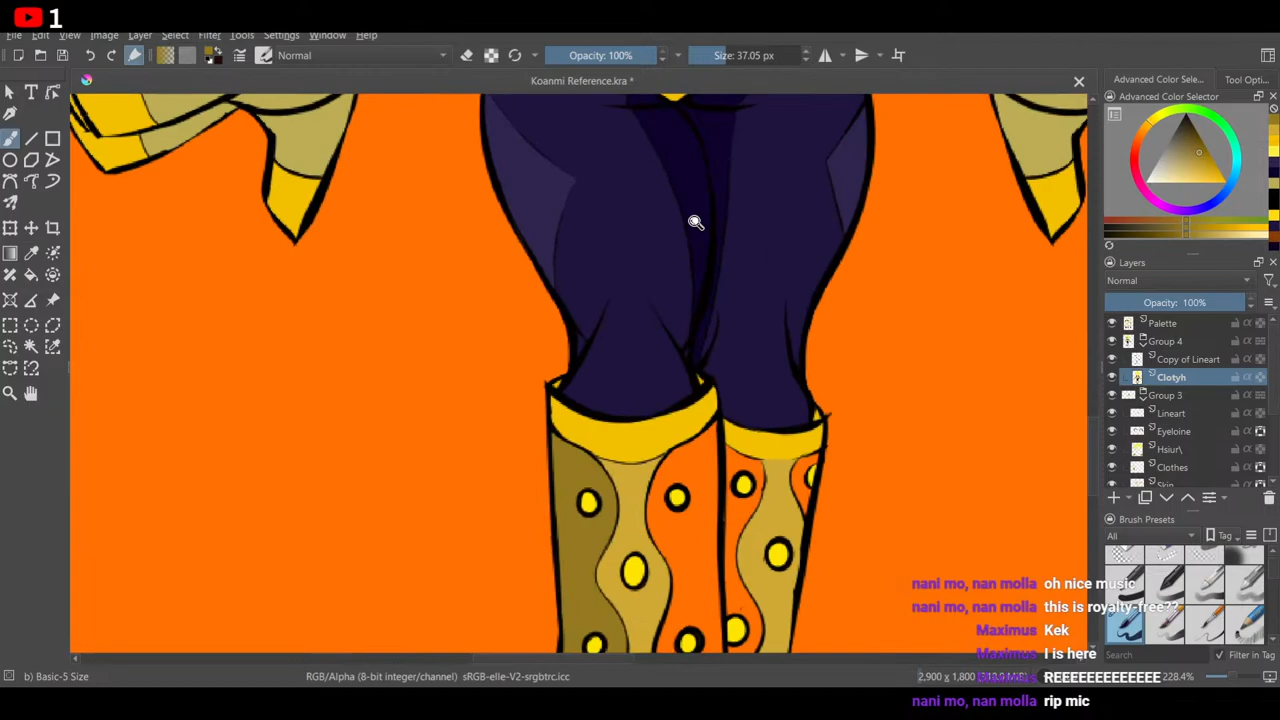 1
File Edit View Image Layer Select Filter Tools Settings Window Help
Normal
Opacity: 100%
Size: 37.05 px
Koanmi Reference.kra *
Advanced Color Sele...
Tool Opti...
Advanced Color Selector
Layers
Normal
Opacity: 100%
Palette
Group 4
Copy of Lineart
Clotyh
Group 3
Lineart
Eyeloine
Hsiur\
Clothes
Skin
Brush Presets
All
Tag
nani mo, nan molla oh nice music
nani mo, nan molla this is royalty-free??
Maximus Kek
Maximus I is here
Maximus REEEEEEEEEEEEE
nani mo, nan molla rip mic
Search
Filter in Tag
b) Basic-5 Size
RGB/Alpha (8-bit integer/channel) sRGB-elle-V2-srgbtrc.icc
2,900 x 1,800
228.4%